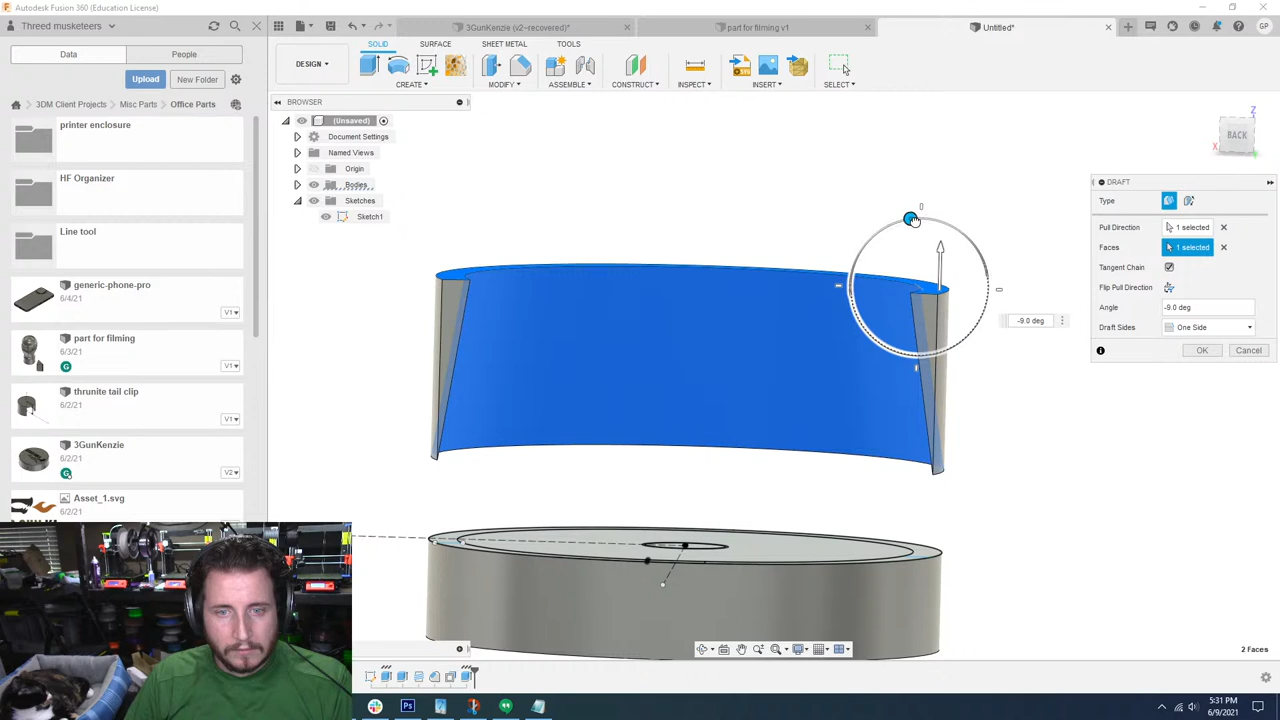 Autodesk Fusion 360 (Education License)
Threed musketeers
3GunKenzie (v2~recovered)*
part for filming v1
Untitled*
GP
Data
People
DESIGN
SOLID
SURFACE
SHEET METAL
TOOLS
CREATE
MODIFY
ASSEMBLE
CONSTRUCT
INSPECT
INSERT
SELECT
Upload
New Folder
3DM Client Projects
Misc Parts
Office Parts
BROWSER
(Unsaved)
Document Settings
Named Views
Origin
Bodies
Sketches
Sketch1
printer enclosure
HF Organizer
Line tool
generic-phone-pro
6/4/21
V1
part for filming
6/3/21
G
V1
thrunite tail clip
6/2/21
V1
3GunKenzie
6/2/21
G
V2
Asset_1.svg
6/2/21
Z
BACK
X
DRAFT
Type
Pull Direction
1 selected
Faces
1 selected
Tangent Chain
Flip Pull Direction
Angle
-9.0 deg
Draft Sides
One Side
OK
Cancel
-9.0 deg
2 Faces
Ps
5:31 PM
6/9/2021